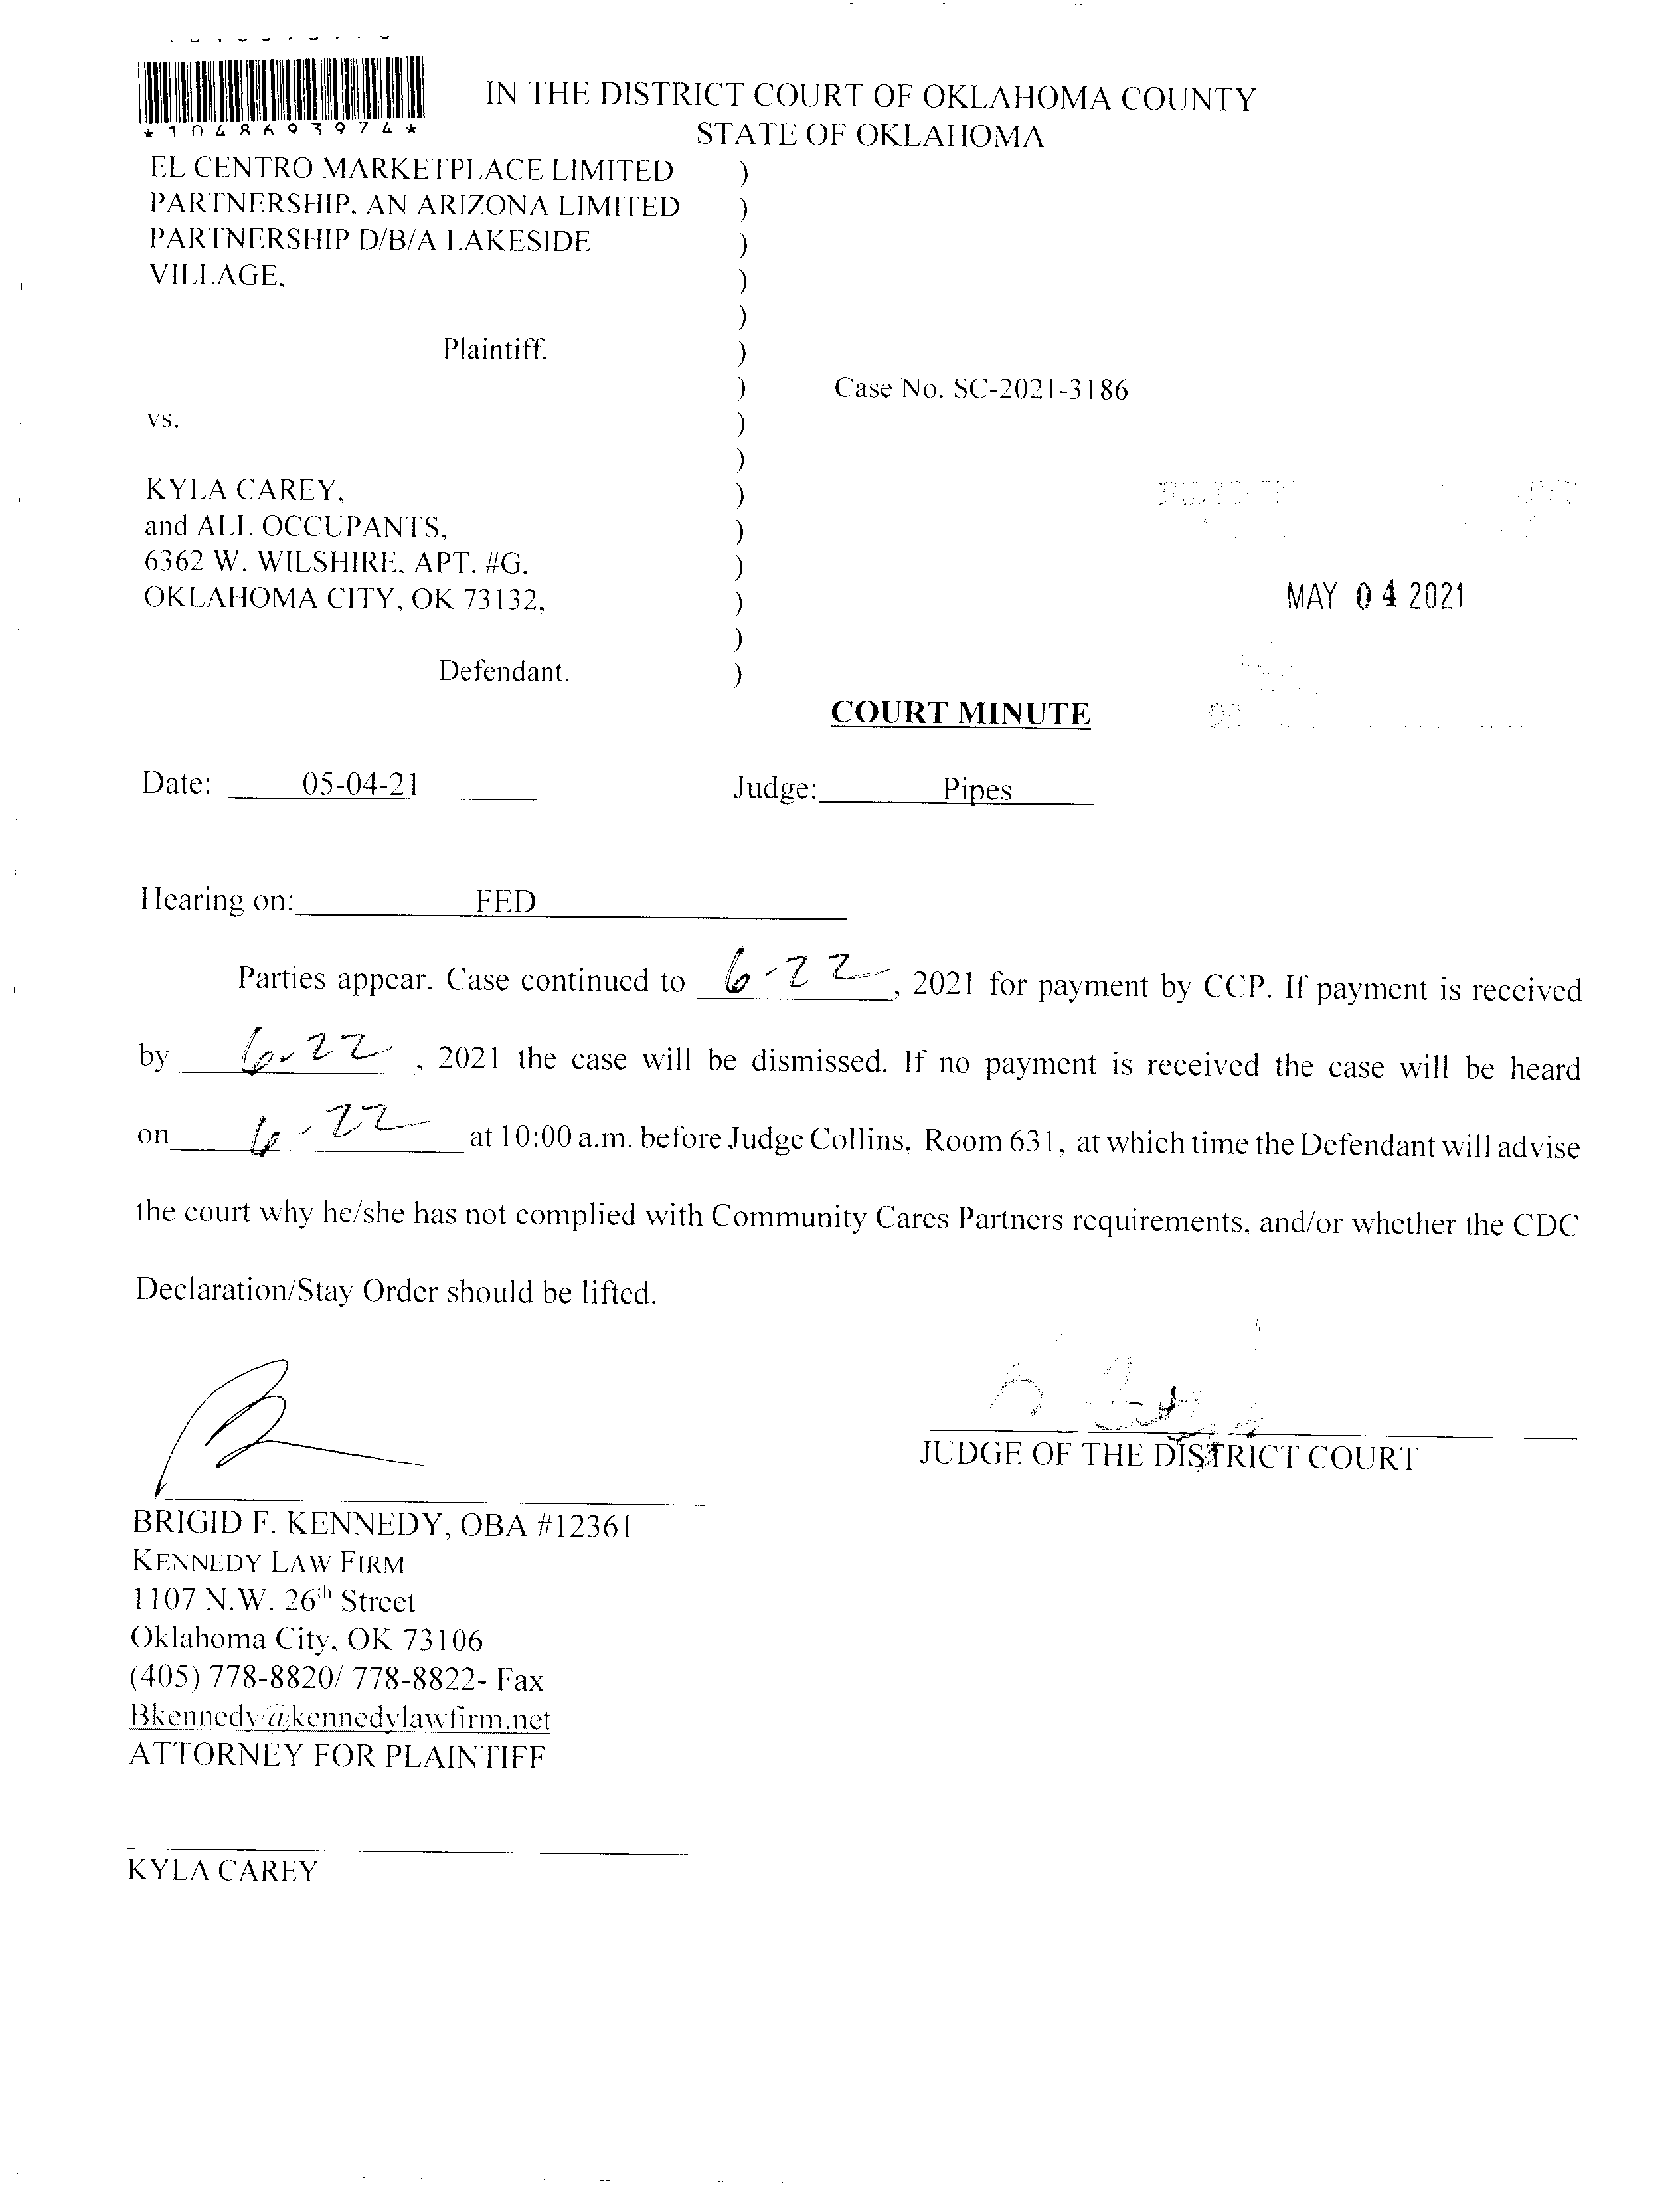 IN THE DISTRICT COURT OF OKLAHOMA COUNTY
STATE OF OKLAHOMA
*1048693974*
EL CENTRO MARKETPLACE LIMITED )
PARTNERSHIP, AN ARIZONA LIMITED )
PARTNERSHIP D/B/A LAKESIDE )
VILLAGE, )
)
Plaintiff, )
) Case No. SC-2021-3186
vs. )
)
KYLA CAREY, )
and ALL OCCUPANTS, )
6362 W. WILSHIRE, APT. #G. )
OKLAHOMA CITY, OK 73132, ) MAY 04 2021
)
Defendant. )
COURT MINUTE
Date: 05-04-21 Judge: Pipes
Hearing on: FED
Parties appear. Case continued to 6-22, 2021 for payment by CCP. If payment is received
by 6-22, 2021 the case will be dismissed. If no payment is received the case will be heard
on 6-22 at 10:00 a.m. before Judge Collins, Room 631, at which time the Defendant will advise
the court why he/she has not complied with Community Cares Partners requirements, and/or whether the CDC
Declaration/Stay Order should be lifted.
JUDGE OF THE DISTRICT COURT
BRIGID F. KENNEDY, OBA #12361
KENNEDY LAW FIRM
1107 N.W. 26th Street
Oklahoma City, OK 73106
(405) 778-8820/ 778-8822- Fax
Bkennedy@kennedylawfirm.net
ATTORNEY FOR PLAINTIFF
KYLA CAREY